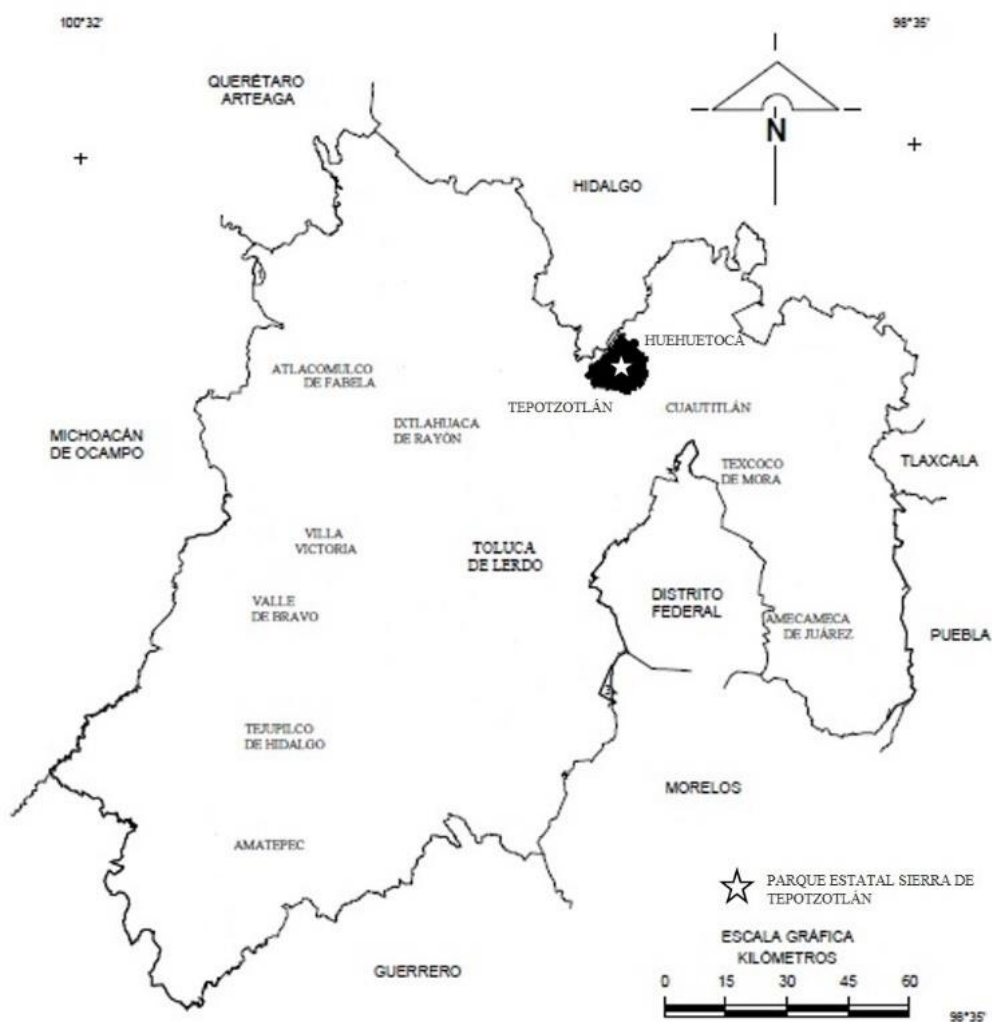 100°32'
98°35'
QUERÉTARO
ARTEAGA
N
HIDALGO
HUEHUETOCA
ATLACOMULCO
DE FABELA
TEPOTZOTLÁN
CUAUTITLÁN
IXTLAHUACA
DE RAYÓN
MICHOACÁN
DE OCAMPO
TLAXCALA
TEXCOCO
DE MORA
VILLA
VICTORIA
TOLUCA
DE LERDO
DISTRITO
FEDERAL
VALLE
DE BRAVO
AMECAMECA
DE JUÁREZ
PUEBLA
TEJUPILCO
DE HIDALGO
MORELOS
AMATEPEC
PARQUE ESTATAL SIERRA DE
TEPOTZOTLÁN
ESCALA GRÁFICA
KILÓMETROS
GUERRERO
0 15 30 45 60
98°35'